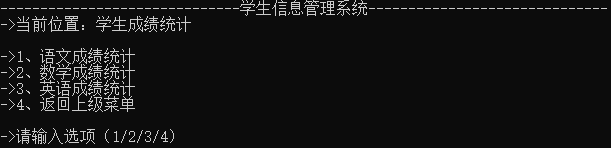 ------------------------------学生信息管理系统------------------------------
->当前位置：学生成绩统计
->1、语文成绩统计
->2、数学成绩统计
->3、英语成绩统计
->4、返回上级菜单
->请输入选项（1/2/3/4）